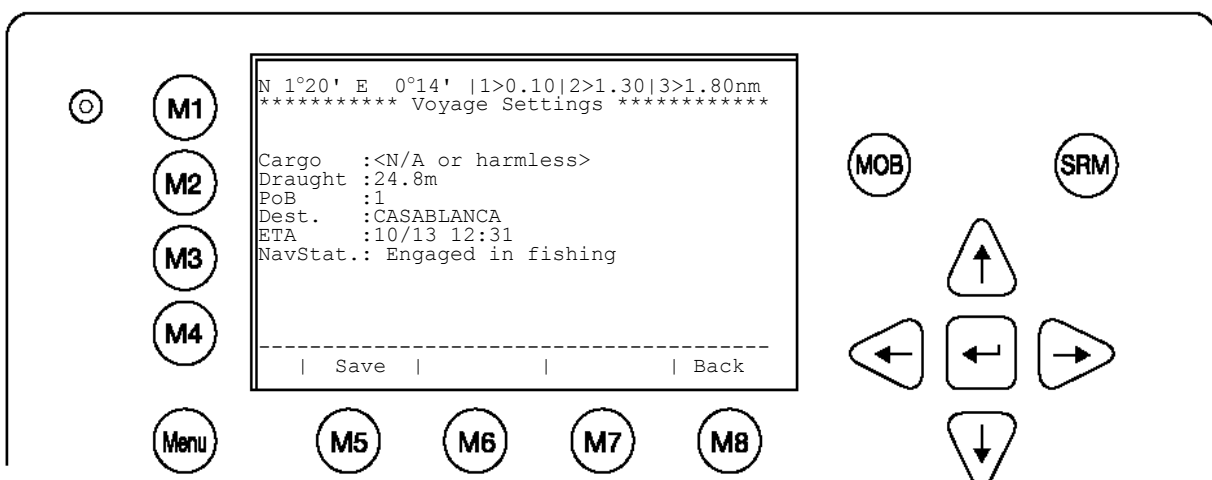 N 1°20' E 0°14' |1>0.10|2>1.30|3>1.80nm
*********** Voyage Settings ************
Cargo :<N/A or harmless>
Draught :24.8m
PoB :1
Dest. :CASABLANCA
ETA :10/13 12:31
NavStat.: Engaged in fishing
----------------------------------------
| Save | | | Back
M1
M2
M3
M4
Menu
M5
M6
M7
M8
MOB
SRM